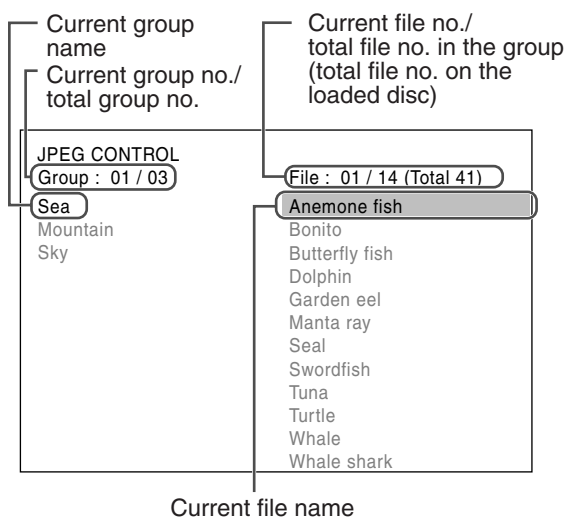 Current group
name
Current group no./
total group no.
Current file no./
total file no. in the group
(total file no. on the
loaded disc)
JPEG CONTROL
Group : 01 / 03
Sea
Mountain
Sky
File : 01 / 14 (Total 41)
Anemone fish
Bonito
Butterfly fish
Dolphin
Garden eel
Manta ray
Seal
Swordfish
Tuna
Turtle
Whale
Whale shark
Current file name